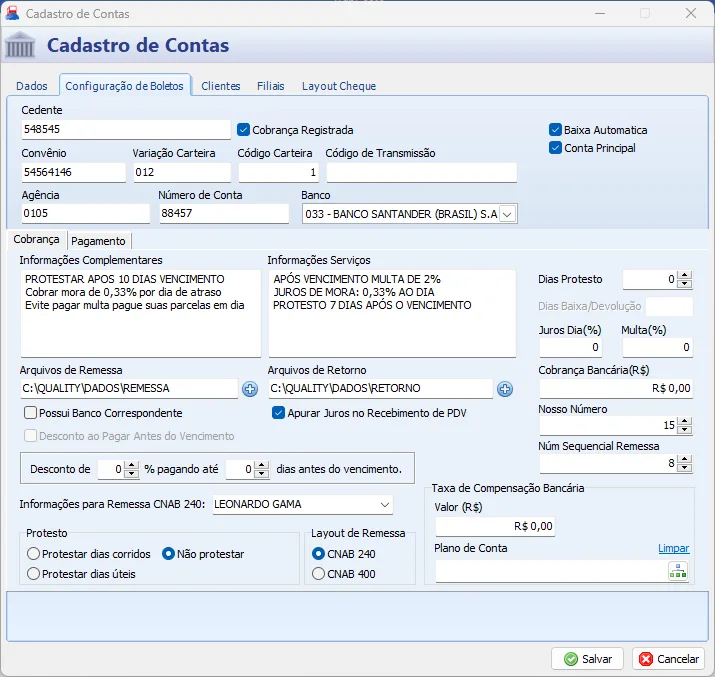 Cadastro de Contas
Cadastro de Contas
Dados
Configuração de Boletos
Clientes
Filiais
Layout Cheque
Cedente
548545
Cobrança Registrada
Baixa Automatica
Conta Principal
Convênio
Variação Carteira
Código Carteira
Código de Transmissão
54564146
012
1
Agência
Número de Conta
Banco
0105
88457
033 - BANCO SANTANDER (BRASIL) S.A
Cobrança
Pagamento
Informações Complementares
PROTESTAR APOS 10 DIAS VENCIMENTO
Cobrar mora de 0,33% por dia de atraso
Evite pagar multa pague suas parcelas em dia
Informações Serviços
APÓS VENCIMENTO MULTA DE 2%
JUROS DE MORA: 0,33% AO DIA
PROTESTO 7 DIAS APÓS O VENCIMENTO
Dias Protesto
0
Dias Baixa/Devolução
Juros Dia(%)
Multa(%)
0
0
Arquivos de Remessa
C:\QUALITY\DADOS\REMESSA
Arquivos de Retorno
C:\QUALITY\DADOS\RETORNO
Cobrança Bancária(R$)
R$ 0,00
Possui Banco Correspondente
Apurar Juros no Recebimento de PDV
Nosso Número
15
Desconto ao Pagar Antes do Vencimento
Núm Sequencial Remessa
8
Desconto de 0 % pagando até 0 dias antes do vencimento.
Informações para Remessa CNAB 240: LEONARDO GAMA
Taxa de Compensação Bancária
Valor (R$)
R$ 0,00
Plano de Conta
Limpar
Protesto
Protestar dias corridos
Não protestar
Protestar dias úteis
Layout de Remessa
CNAB 240
CNAB 400
Salvar
Cancelar